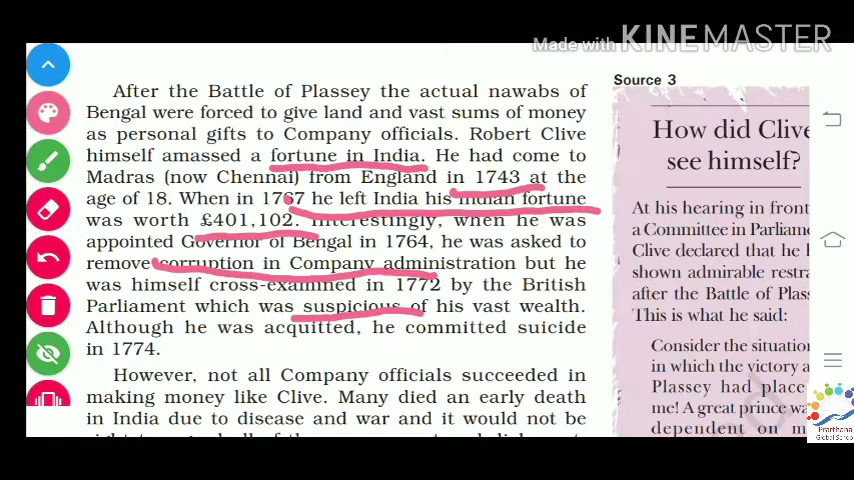 Made with KINEMASTER
After the Battle of Plassey the actual nawabs of
Bengal were forced to give land and vast sums of money
as personal gifts to Company officials. Robert Clive
himself amassed a fortune in India. He had come to
Madras (now Chennai) from England in 1743 at the
age of 18. When in 1767 he left India his Indian fortune
was worth £401,102. Interestingly, when he was
appointed Governor of Bengal in 1764, he was asked to
remove corruption in Company administration but he
was himself cross-examined in 1772 by the British
Parliament which was suspicious of his vast wealth.
Although he was acquitted, he committed suicide
in 1774.
However, not all Company officials succeeded in
making money like Clive. Many died an early death
in India due to disease and war and it would not be
Source 3
How did Clive
see himself?
At his hearing in front
a Committee in Parliame
Clive declared that he h
shown admirable restra
after the Battle of Plass
This is what he said:
Consider the situation
in which the victory a
Plassey had place
me! A great prince wa
dependent on m
Prarthana
Global School